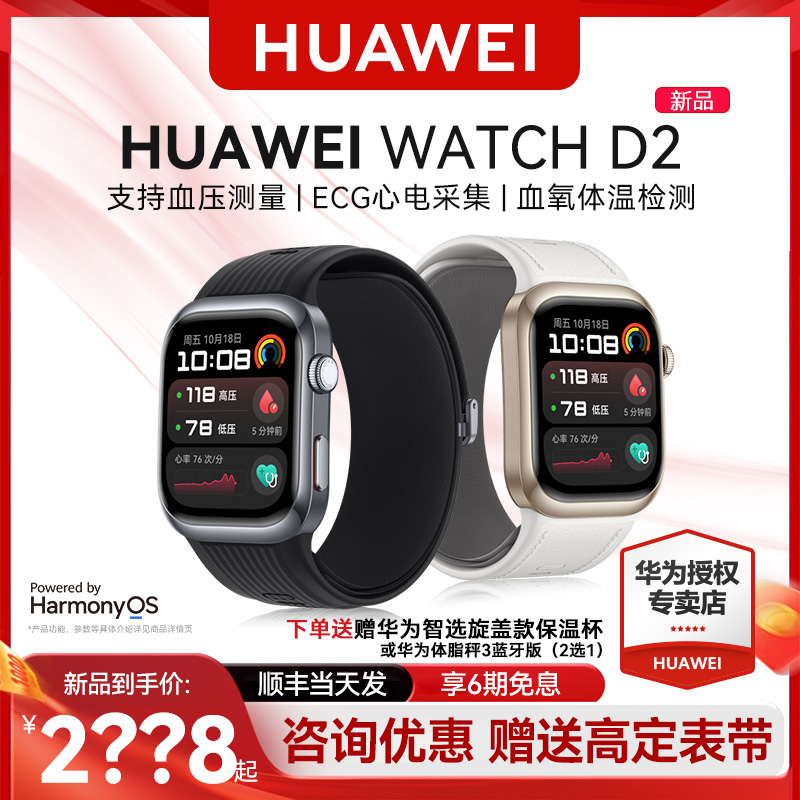 HUAWEI
新品
HUAWEI WATCH D2
支持血压测量 | ECG心电采集 | 血氧体温检测
周五 10月18日
10:08
118 高压
78 低压
5 分钟前
心率 76 次/分
周五 10月18日
10:08
118 高压
78 低压
5 分钟前
心率 76 次/分
Powered by
HarmonyOS
*产品功能、参数等具体介绍详见商品详情页
华为授权
专卖店
★★★★★
HUAWEI
下单送赠华为智选旋盖款保温杯
或华为体脂秤3蓝牙版（2选1）
新品到手价:
顺丰当天发
享6期免息
¥2??8起
咨询优惠 赠送高定表带